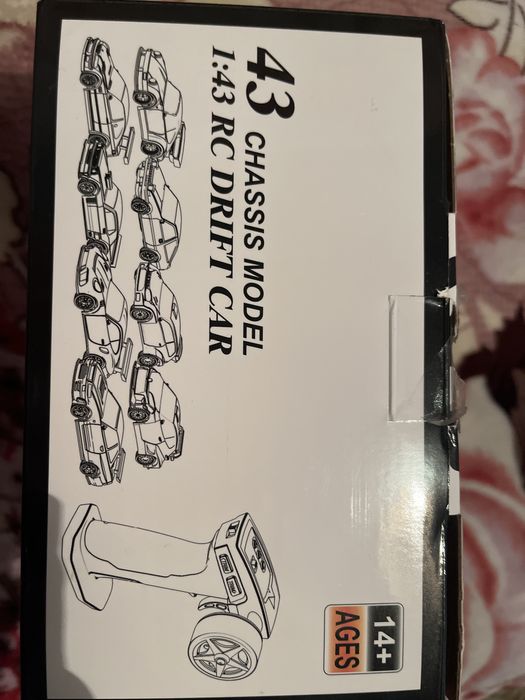 43 CHASSIS MODEL
1:43 RC DRIFT CAR
14+
AGES